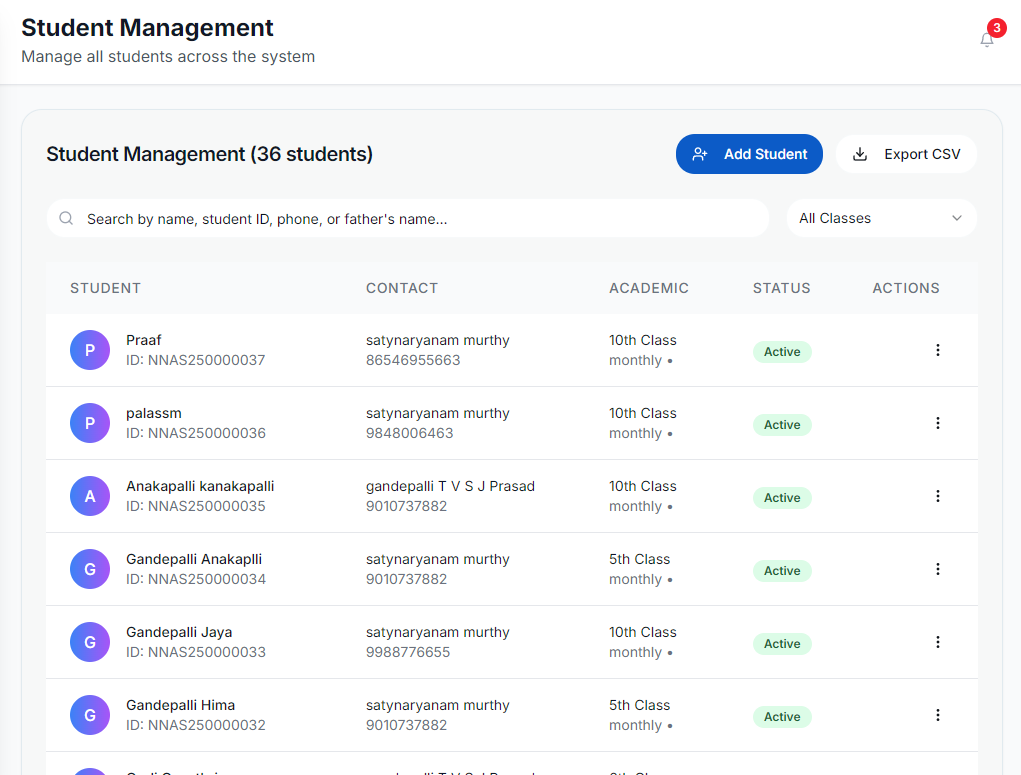 Student Management
Manage all students across the system
3
Student Management (36 students)
Add Student
Export CSV
Search by name, student ID, phone, or father's name...
All Classes
STUDENT CONTACT ACADEMIC STATUS ACTIONS
P Praaf satynaryanam murthy 10th Class Active
ID: NNAS250000037 86546955663 monthly •
P palassm satynaryanam murthy 10th Class Active
ID: NNAS250000036 9848006463 monthly •
A Anakapalli kanakapalli gandepalli T V S J Prasad 10th Class Active
ID: NNAS250000035 9010737882 monthly •
G Gandepalli Anakaplli satynaryanam murthy 5th Class Active
ID: NNAS250000034 9010737882 monthly •
G Gandepalli Jaya satynaryanam murthy 10th Class Active
ID: NNAS250000033 9988776655 monthly •
G Gandepalli Hima satynaryanam murthy 5th Class Active
ID: NNAS250000032 9010737882 monthly •